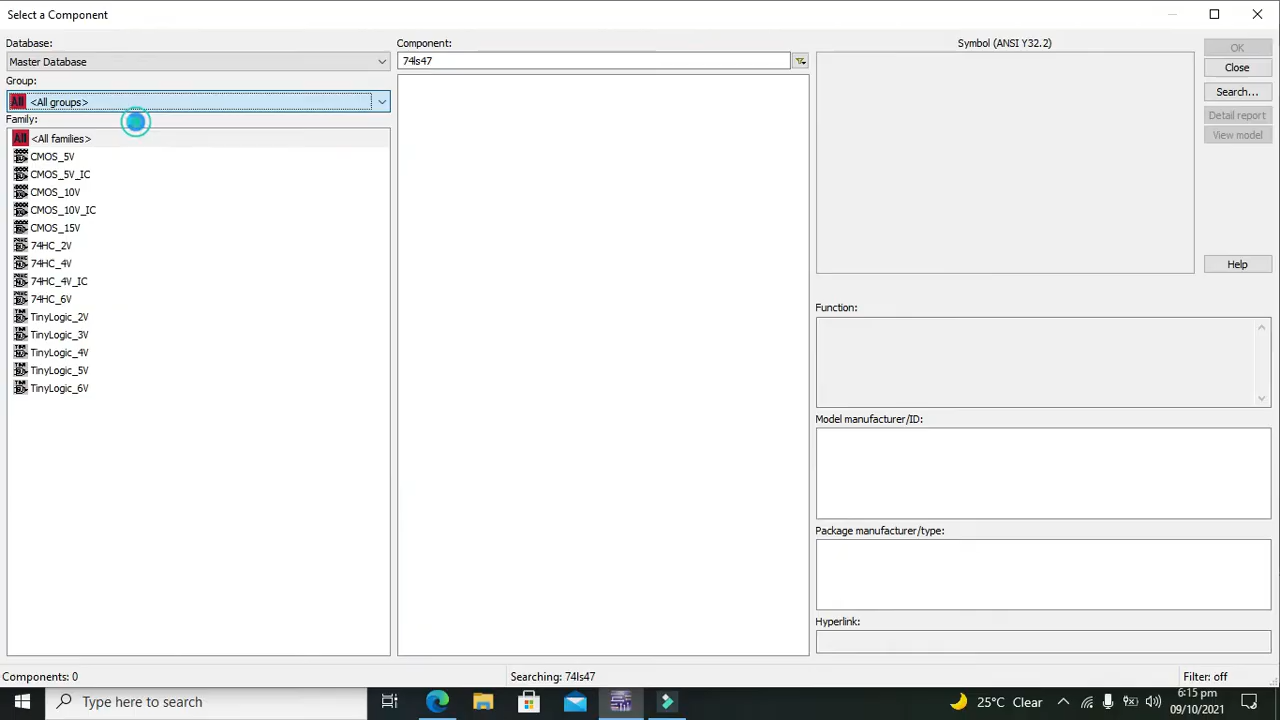 Select a Component
Database:
Master Database
Group:
All <All groups>
Family:
All <All families>
CMOS_5V
CMOS_5V_IC
CMOS_10V
CMOS_10V_IC
CMOS_15V
74HC_2V
74HC_4V
74HC_4V_IC
74HC_6V
TinyLogic_2V
TinyLogic_3V
TinyLogic_4V
TinyLogic_5V
TinyLogic_6V
Component:
74ls47
Symbol (ANSI Y32.2)
OK
Close
Search...
Detail report
View model
Help
Function:
Model manufacturer/ID:
Package manufacturer/type:
Hyperlink:
Components: 0
Searching: 74ls47
Filter: off
Type here to search
25°C Clear
6:15 pm
09/10/2021